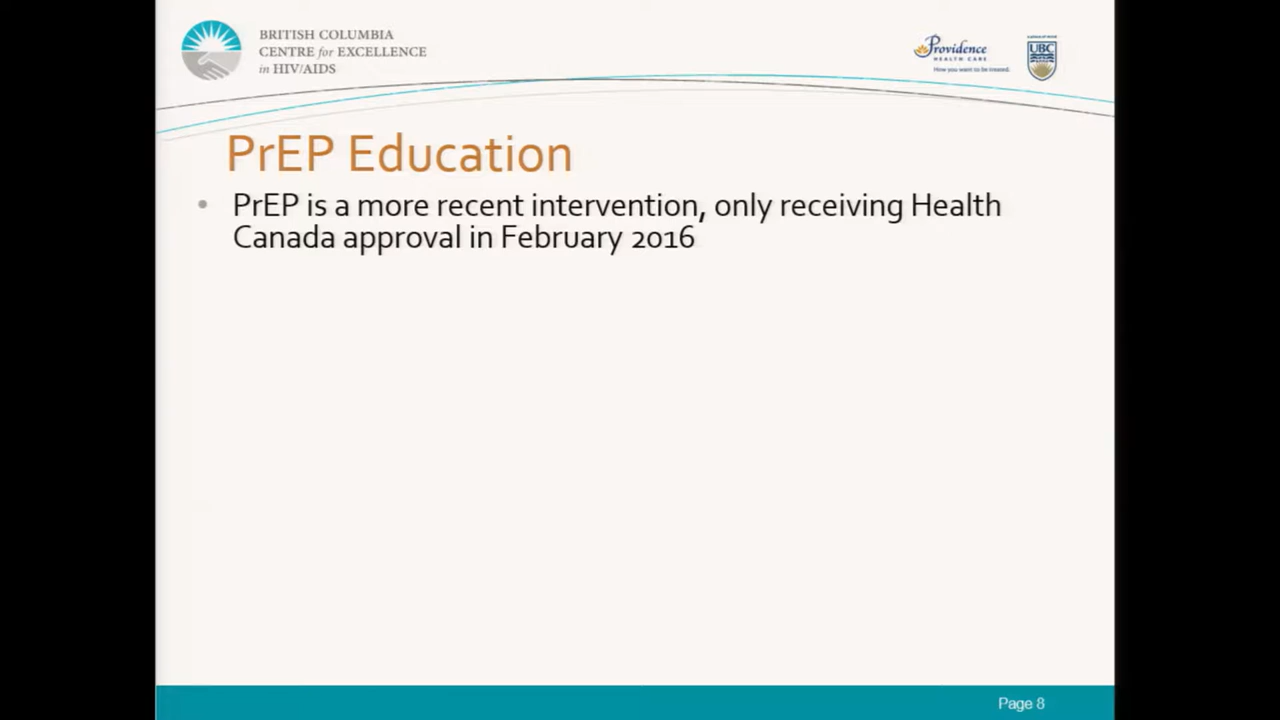 BRITISH COLUMBIA
CENTRE for EXCELLENCE
in HIV/AIDS
Providence
HEALTH CARE
How you want to be treated.
UBC
PrEP Education
• PrEP is a more recent intervention, only receiving Health
Canada approval in February 2016
Page 8